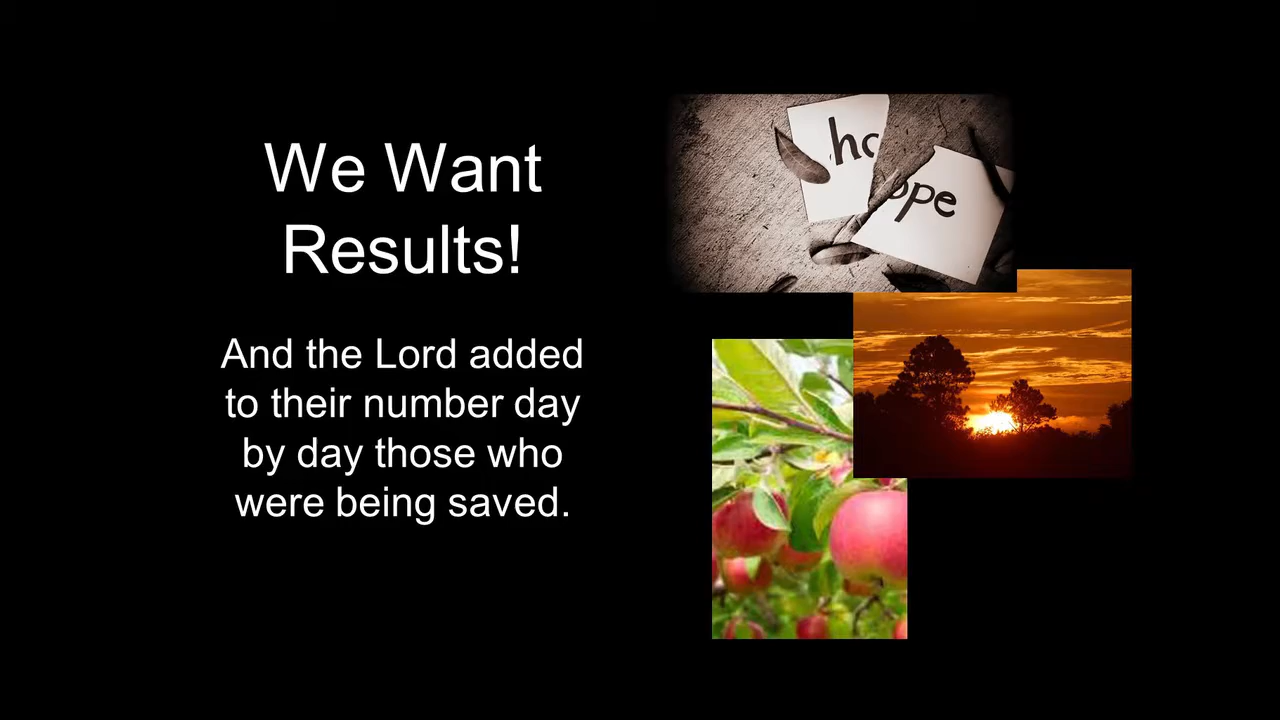 We Want
Results!
And the Lord added
to their number day
by day those who
were being saved.
ho
ope